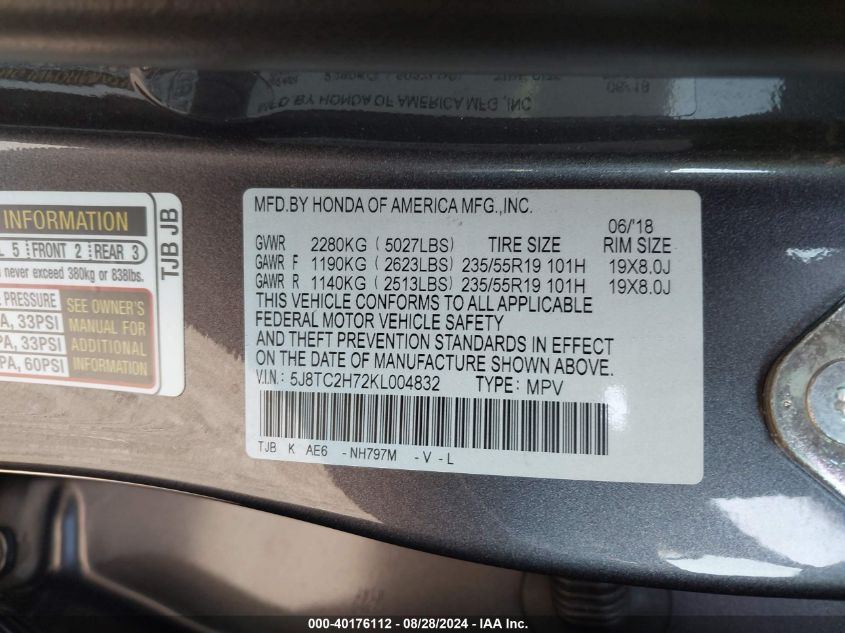 MFD.BY HONDA OF AMERICA MFG.,INC.
06/'18
GVWR 2280KG (5027LBS) TIRE SIZE RIM SIZE
GAWR F 1190KG (2623LBS) 235/55R19 101H 19X8.0J
GAWR R 1140KG (2513LBS) 235/55R19 101H 19X8.0J
THIS VEHICLE CONFORMS TO ALL APPLICABLE
FEDERAL MOTOR VEHICLE SAFETY
AND THEFT PREVENTION STANDARDS IN EFFECT
ON THE DATE OF MANUFACTURE SHOWN ABOVE.
V.I.N.: 5J8TC2H72KL004832 TYPE: MPV
TJB K AE6 -NH797M -V-L
INFORMATION
5 FRONT 2 REAR 3
never exceed 380kg or 838lbs.
PRESSURE
33PSI
33PSI
60PSI
SEE OWNER'S
MANUAL FOR
ADDITIONAL
INFORMATION
TJB JB
000-40176112 - 08/28/2024 - IAA Inc.